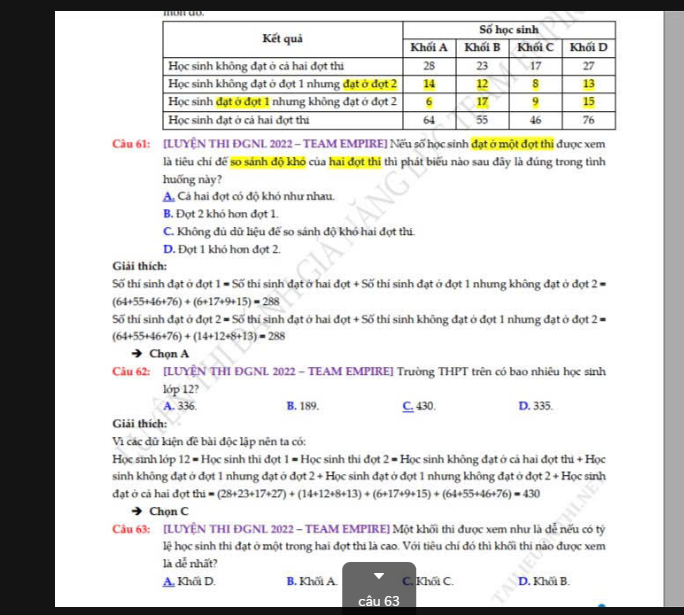 môn đó.
Kết quả Số học sinh
Khối A Khối B Khối C Khối D
Học sinh không đạt ở cả hai đợt thi 28 23 17 27
Học sinh không đạt ở đợt 1 nhưng đạt ở đợt 2 14 12 8 13
Học sinh đạt ở đợt 1 nhưng không đạt ở đợt 2 6 17 9 15
Học sinh đạt ở cả hai đợt thi 64 55 46 76
Câu 61: [LUYỆN THI ĐGNL 2022 – TEAM EMPIRE] Nếu số học sinh đạt ở một đợt thi được xem
là tiêu chí để so sánh độ khó của hai đợt thi thì phát biểu nào sau đây là đúng trong tình
huống này?
A. Cả hai đợt có độ khó như nhau.
B. Đợt 2 khó hơn đợt 1.
C. Không đủ dữ liệu để so sánh độ khó hai đợt thi.
D. Đợt 1 khó hơn đợt 2.
Giải thích:
Số thí sinh đạt ở đợt 1 = Số thí sinh đạt ở hai đợt + Số thí sinh đạt ở đợt 1 nhưng không đạt ở đợt 2 =
(64+55+46+76) + (6+17+9+15) = 288
Số thí sinh đạt ở đợt 2 = Số thí sinh đạt ở hai đợt + Số thí sinh không đạt ở đợt 1 nhưng đạt ở đợt 2 =
(64+55+46+76) + (14+12+8+13) = 288
➔ Chọn A
Câu 62: [LUYỆN THI ĐGNL 2022 – TEAM EMPIRE] Trường THPT trên có bao nhiêu học sinh
lớp 12?
A. 336. B. 189. C. 430. D. 335.
Giải thích:
Vì các dữ kiện đề bài độc lập nên ta có:
Học sinh lớp 12 = Học sinh thi đợt 1 = Học sinh thi đợt 2 = Học sinh không đạt ở cả hai đợt thi + Học
sinh không đạt ở đợt 1 nhưng đạt ở đợt 2 + Học sinh đạt ở đợt 1 nhưng không đạt ở đợt 2 + Học sinh
đạt ở cả hai đợt thi = (28+23+17+27) + (14+12+8+13) + (6+17+9+15) + (64+55+46+76) = 430
➔ Chọn C
Câu 63: [LUYỆN THI ĐGNL 2022 – TEAM EMPIRE] Một khối thi được xem như là dễ nếu có tỷ
lệ học sinh thi đạt ở một trong hai đợt thi là cao. Với tiêu chí đó thì khối thi nào được xem
là dễ nhất?
A. Khối D. B. Khối A. C. Khối C. D. Khối B.
câu 63